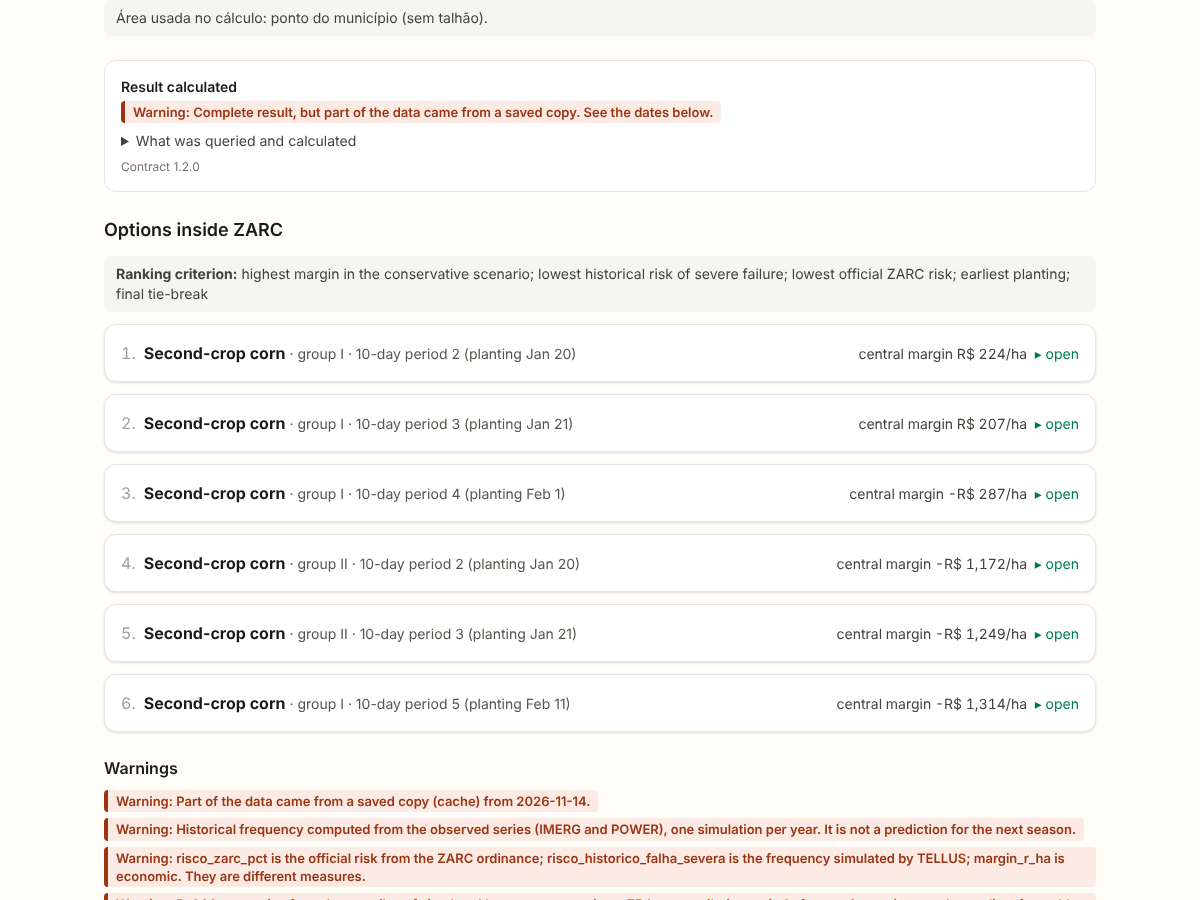 Área usada no cálculo: ponto do município (sem talhão).
Result calculated
Warning: Complete result, but part of the data came from a saved copy. See the dates below.
▶ What was queried and calculated
Contract 1.2.0
Options inside ZARC
Ranking criterion: highest margin in the conservative scenario; lowest historical risk of severe failure; lowest official ZARC risk; earliest planting;
final tie-break
1. Second-crop corn · group I · 10-day period 2 (planting Jan 20) central margin R$ 224/ha ▸ open
2. Second-crop corn · group I · 10-day period 3 (planting Jan 21) central margin R$ 207/ha ▸ open
3. Second-crop corn · group I · 10-day period 4 (planting Feb 1) central margin -R$ 287/ha ▸ open
4. Second-crop corn · group II · 10-day period 2 (planting Jan 20) central margin -R$ 1,172/ha ▸ open
5. Second-crop corn · group II · 10-day period 3 (planting Jan 21) central margin -R$ 1,249/ha ▸ open
6. Second-crop corn · group I · 10-day period 5 (planting Feb 11) central margin -R$ 1,314/ha ▸ open
Warnings
Warning: Part of the data came from a saved copy (cache) from 2026-11-14.
Warning: Historical frequency computed from the observed series (IMERG and POWER), one simulation per year. It is not a prediction for the next season.
Warning: risco_zarc_pct is the official risk from the ZARC ordinance; risco_historico_falha_severa is the frequency simulated by TELLUS; margin_r_ha is
economic. They are different measures.